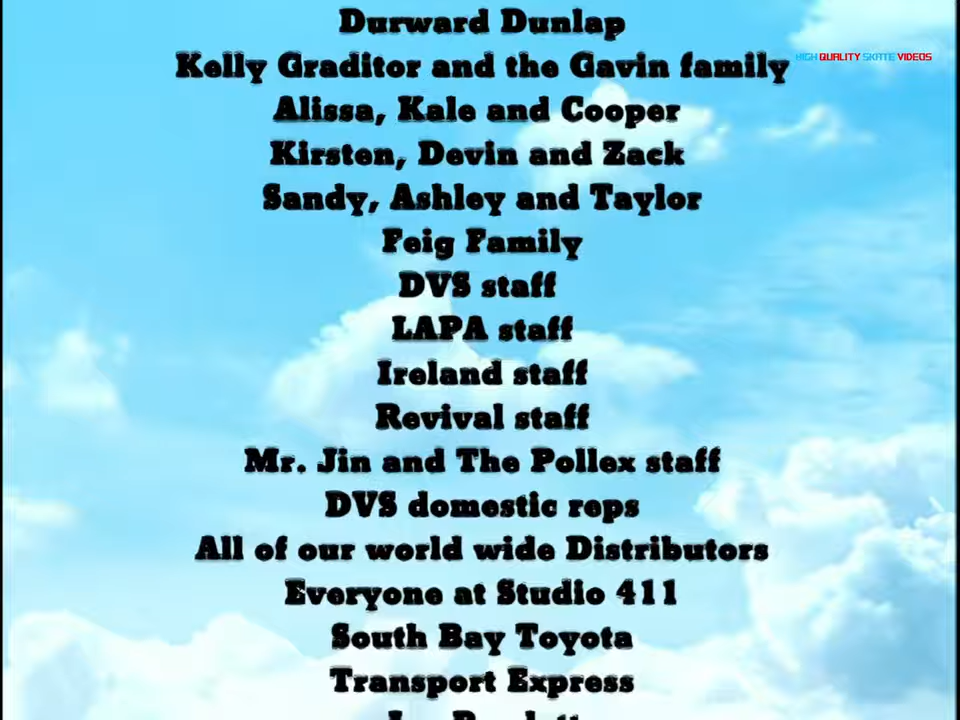 Durward Dunlap
HIGH QUALITY SKATE VIDEOS
Kelly Graditor and the Gavin family
Alissa, Kale and Cooper
Kirsten, Devin and Zack
Sandy, Ashley and Taylor
Feig Family
DVS staff
LAPA staff
Ireland staff
Revival staff
Mr. Jin and The Pollex staff
DVS domestic reps
All of our world wide Distributors
Everyone at Studio 411
South Bay Toyota
Transport Express